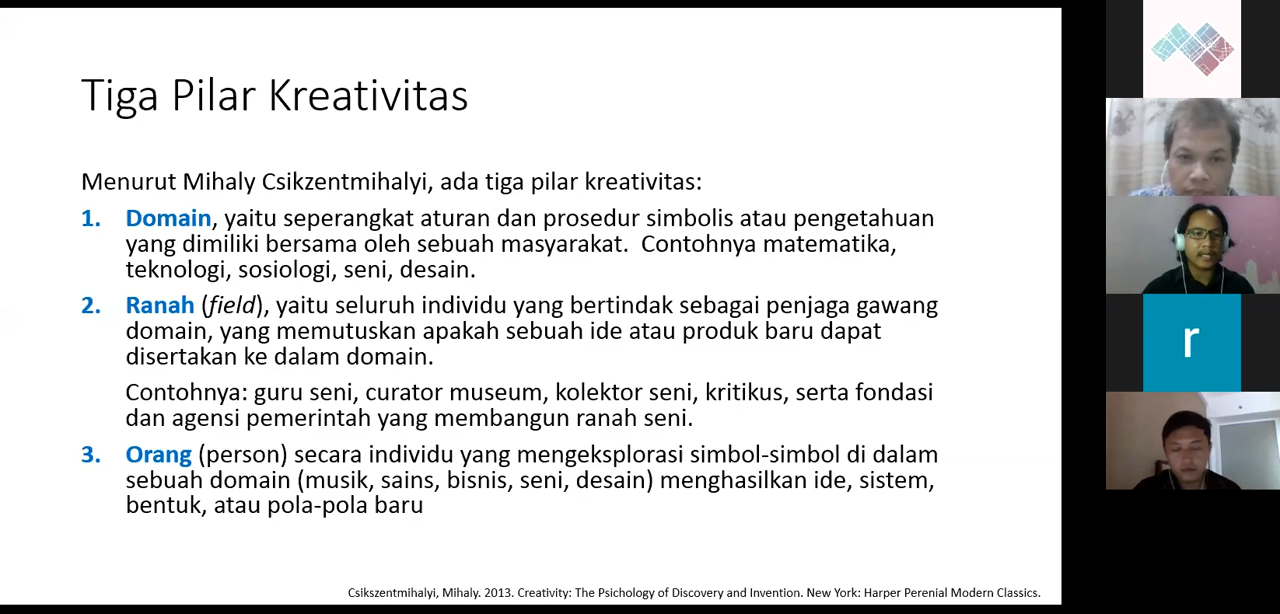 Tiga Pilar Kreativitas
Menurut Mihaly Csikzentmihalyi, ada tiga pilar kreativitas:
1. Domain, yaitu seperangkat aturan dan prosedur simbolis atau pengetahuan
yang dimiliki bersama oleh sebuah masyarakat. Contohnya matematika,
teknologi, sosiologi, seni, desain.
2. Ranah (field), yaitu seluruh individu yang bertindak sebagai penjaga gawang
domain, yang memutuskan apakah sebuah ide atau produk baru dapat
disertakan ke dalam domain.
Contohnya: guru seni, curator museum, kolektor seni, kritikus, serta fondasi
dan agensi pemerintah yang membangun ranah seni.
3. Orang (person) secara individu yang mengeksplorasi simbol-simbol di dalam
sebuah domain (musik, sains, bisnis, seni, desain) menghasilkan ide, sistem,
bentuk, atau pola-pola baru
Csikszentmihalyi, Mihaly. 2013. Creativity: The Psichology of Discovery and Invention. New York: Harper Perenial Modern Classics.
r